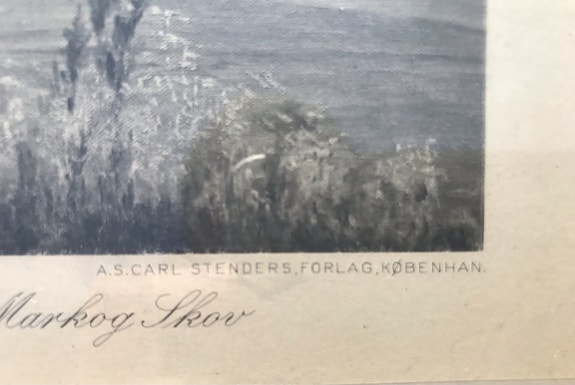 A.S.CARL STENDERS,FORLAG,KØBENHAN.
Markog Skov